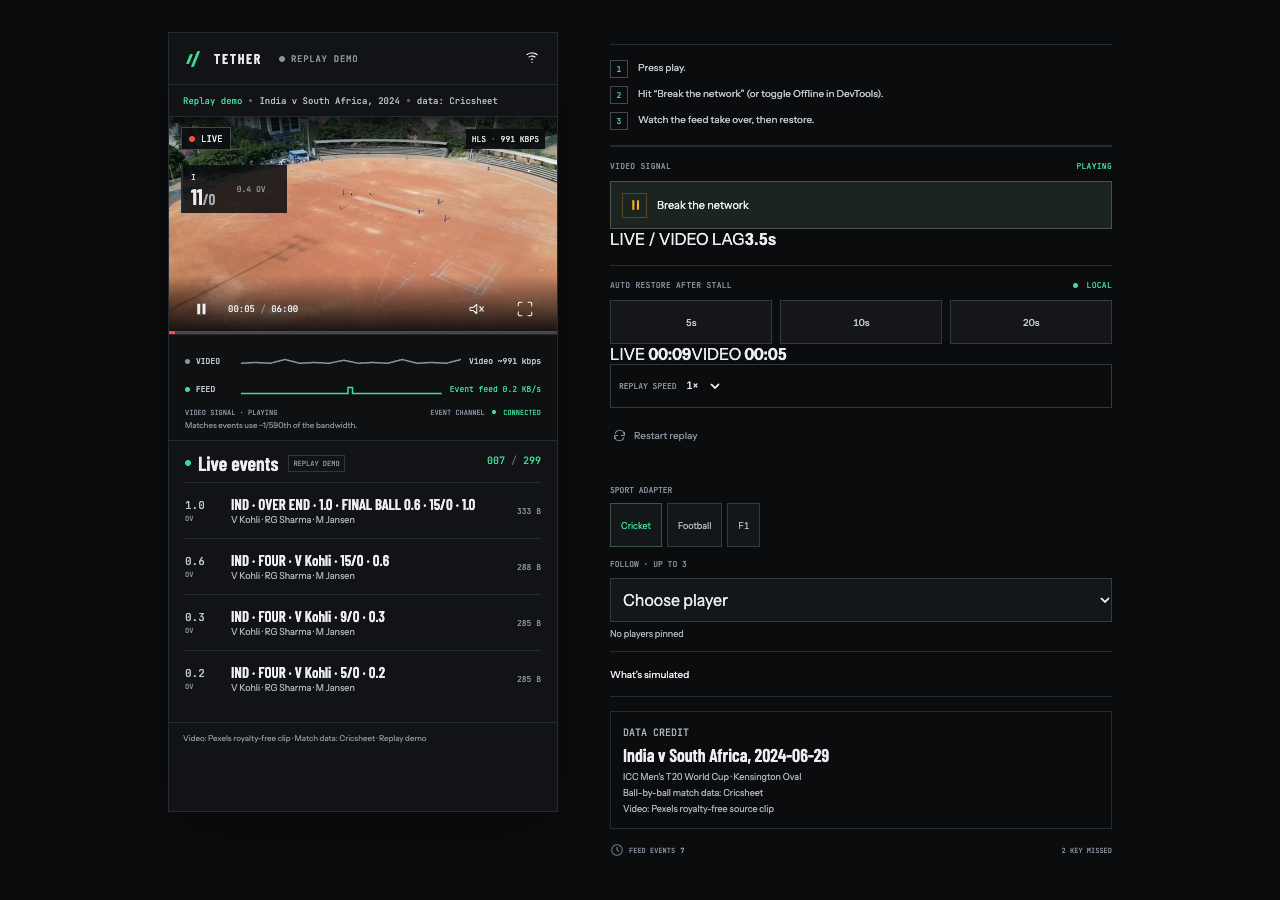 TETHER
REPLAY DEMO
Replay demo • India v South Africa, 2024 • data: Cricsheet
LIVE
HLS · 991 KBPS
I
11/0
0.4 OV
00:05 / 06:00
VIDEO
Video ~991 kbps
FEED
Event feed 0.2 KB/s
VIDEO SIGNAL · PLAYING
EVENT CHANNEL • CONNECTED
Matches events use ~1/590th of the bandwidth.
Live events
REPLAY DEMO
007 / 299
1.0
OV
IND · OVER END · 1.0 · FINAL BALL 0.6 · 15/0 · 1.0
V Kohli · RG Sharma · M Jansen
333 B
0.6
OV
IND · FOUR · V Kohli · 15/0 · 0.6
V Kohli · RG Sharma · M Jansen
288 B
0.3
OV
IND · FOUR · V Kohli · 9/0 · 0.3
V Kohli · RG Sharma · M Jansen
285 B
0.2
OV
IND · FOUR · V Kohli · 5/0 · 0.2
V Kohli · RG Sharma · M Jansen
285 B
Video: Pexels royalty-free clip · Match data: Cricsheet · Replay demo
1 Press play.
2 Hit “Break the network” (or toggle Offline in DevTools).
3 Watch the feed take over, then restore.
VIDEO SIGNAL
PLAYING
Break the network
LIVE / VIDEO LAG3.5s
AUTO RESTORE AFTER STALL
LOCAL
5s
10s
20s
LIVE 00:09VIDEO 00:05
REPLAY SPEED 1×
Restart replay
SPORT ADAPTER
Cricket
Football
F1
FOLLOW · UP TO 3
Choose player
No players pinned
What's simulated
DATA CREDIT
India v South Africa, 2024-06-29
ICC Men's T20 World Cup · Kensington Oval
Ball-by-ball match data: Cricsheet
Video: Pexels royalty-free source clip
FEED EVENTS 7
2 KEY MISSED